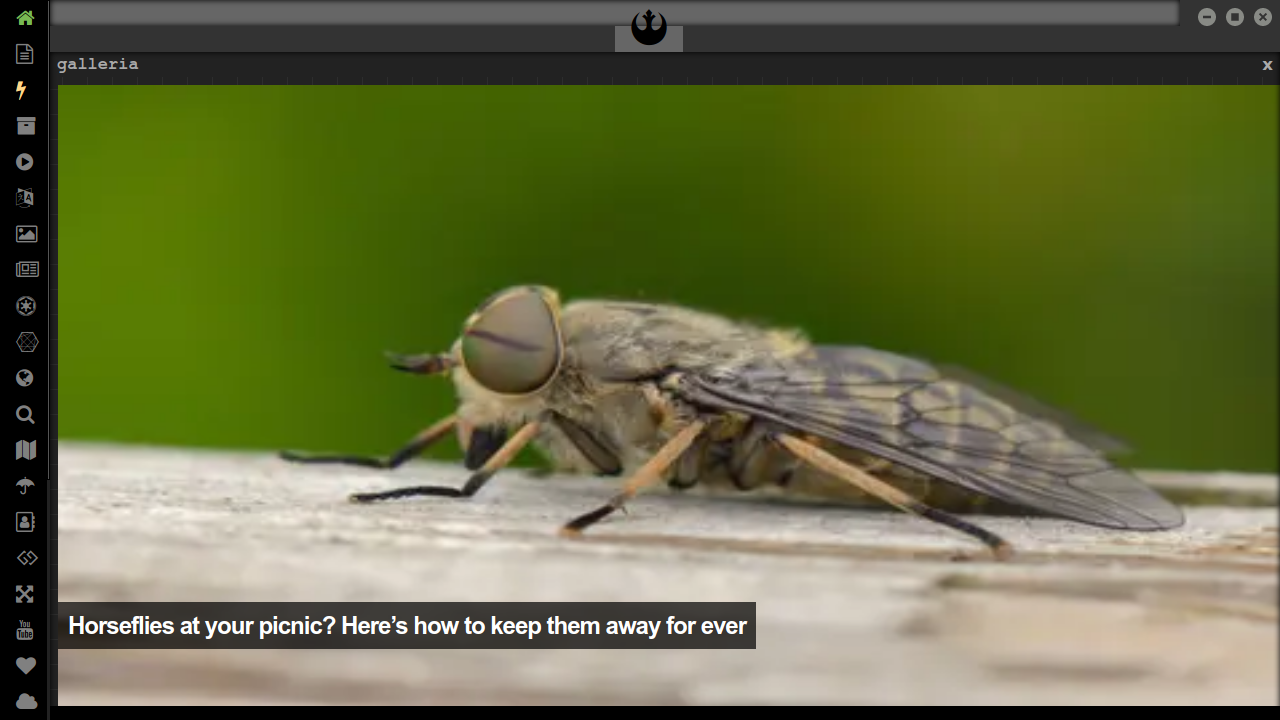 galleria
x
Horseflies at your picnic? Here’s how to keep them away for ever
You
Tube